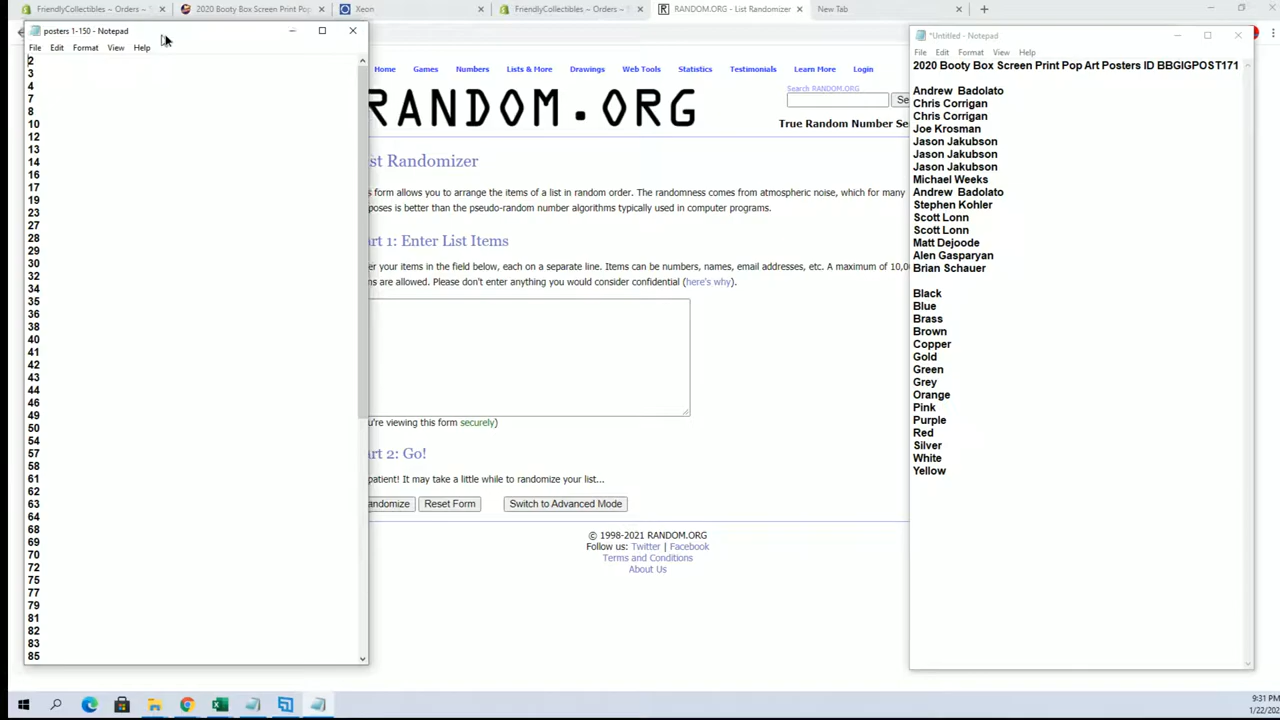 FriendlyCollectibles ~ Orders ~ S
2020 Booty Box Screen Print Pop
Xeon
FriendlyCollectibles ~ Orders ~ S
RANDOM.ORG - List Randomizer
New Tab
posters 1-150 - Notepad
File Edit Format View Help
2
3
4
7
8
10
12
13
14
16
17
19
23
27
28
29
30
32
34
35
36
38
40
41
42
43
44
46
49
50
54
57
58
61
62
63
64
68
69
70
72
75
77
79
81
82
83
85
Home Games Numbers Lists & More Drawings Web Tools Statistics Testimonials Learn More Login
RANDOM.ORG
Search RANDOM.ORG
Se
True Random Number Se
st Randomizer
s form allows you to arrange the items of a list in random order. The randomness comes from atmospheric noise, which for many
poses is better than the pseudo-random number algorithms typically used in computer programs.
art 1: Enter List Items
er your items in the field below, each on a separate line. Items can be numbers, names, email addresses, etc. A maximum of 10,0
ms are allowed. Please don't enter anything you would consider confidential (here's why).
u're viewing this form securely)
art 2: Go!
patient! It may take a little while to randomize your list...
andomize Reset Form Switch to Advanced Mode
© 1998-2021 RANDOM.ORG
Follow us: Twitter | Facebook
Terms and Conditions
About Us
*Untitled - Notepad
File Edit Format View Help
2020 Booty Box Screen Print Pop Art Posters ID BBGIGPOST171
Andrew Badolato
Chris Corrigan
Chris Corrigan
Joe Krosman
Jason Jakubson
Jason Jakubson
Jason Jakubson
Michael Weeks
Andrew Badolato
Stephen Kohler
Scott Lonn
Scott Lonn
Matt Dejoode
Alen Gasparyan
Brian Schauer
Black
Blue
Brass
Brown
Copper
Gold
Green
Grey
Orange
Pink
Purple
Red
Silver
White
Yellow
9:31 PM
1/22/202